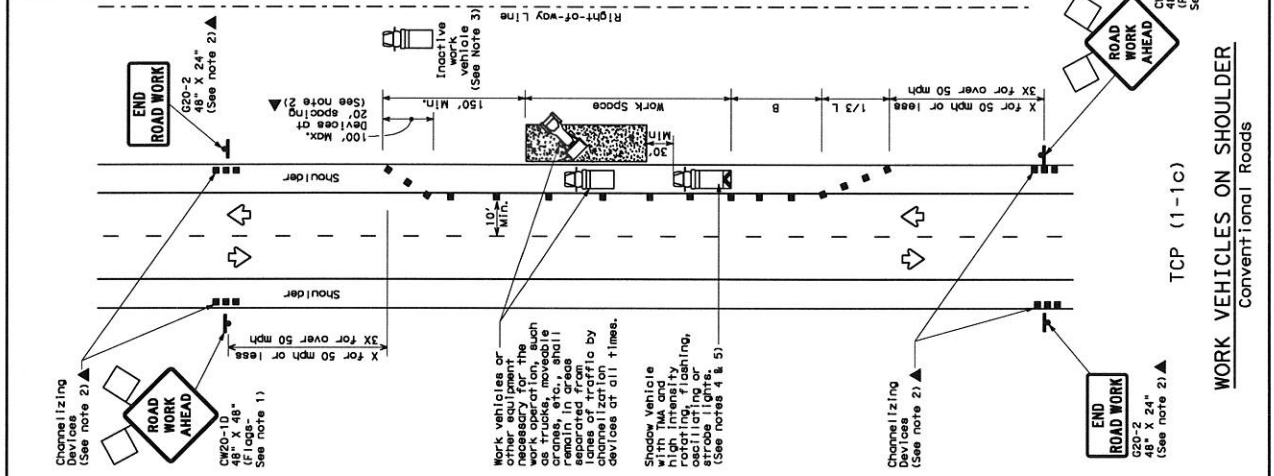 Right-of-way Line
Inactive
work
vehicle
(See Note 3)
END
ROAD WORK
G20-2
48" X 24"
(See note 2)▲
100' Max.
Devices at
20' spacing
(See note 2)▲
150' Min.
Work Space
B
1/3 L
X for 50 mph or less
3X for over 50 mph
ROAD
WORK
AHEAD
30'
Min
10'
Min.
Shoulder
Shoulder
X for 50 mph or less
3X for over 50 mph
Channelizing
Devices
(See note 2)▲
ROAD
WORK
AHEAD
CW20-1D
48" X 48"
(Flags-
See note 1)
Work vehicles or
other equipment
necessary for the
work operation, such
as trucks, moveable
cranes, etc., shall
remain in areas
separated from
lanes of traffic by
channelization
devices at all times.
Shadow Vehicle
with TMA and
high intensity
rotating, flashing,
oscillating or
strobe lights.
(See notes 4 & 5)
Channelizing
Devices
(See note 2)▲
END
ROAD WORK
G20-2
48" X 24"
(See note 2)▲
TCP (1-1c)
WORK VEHICLES ON SHOULDER
Conventional Roads